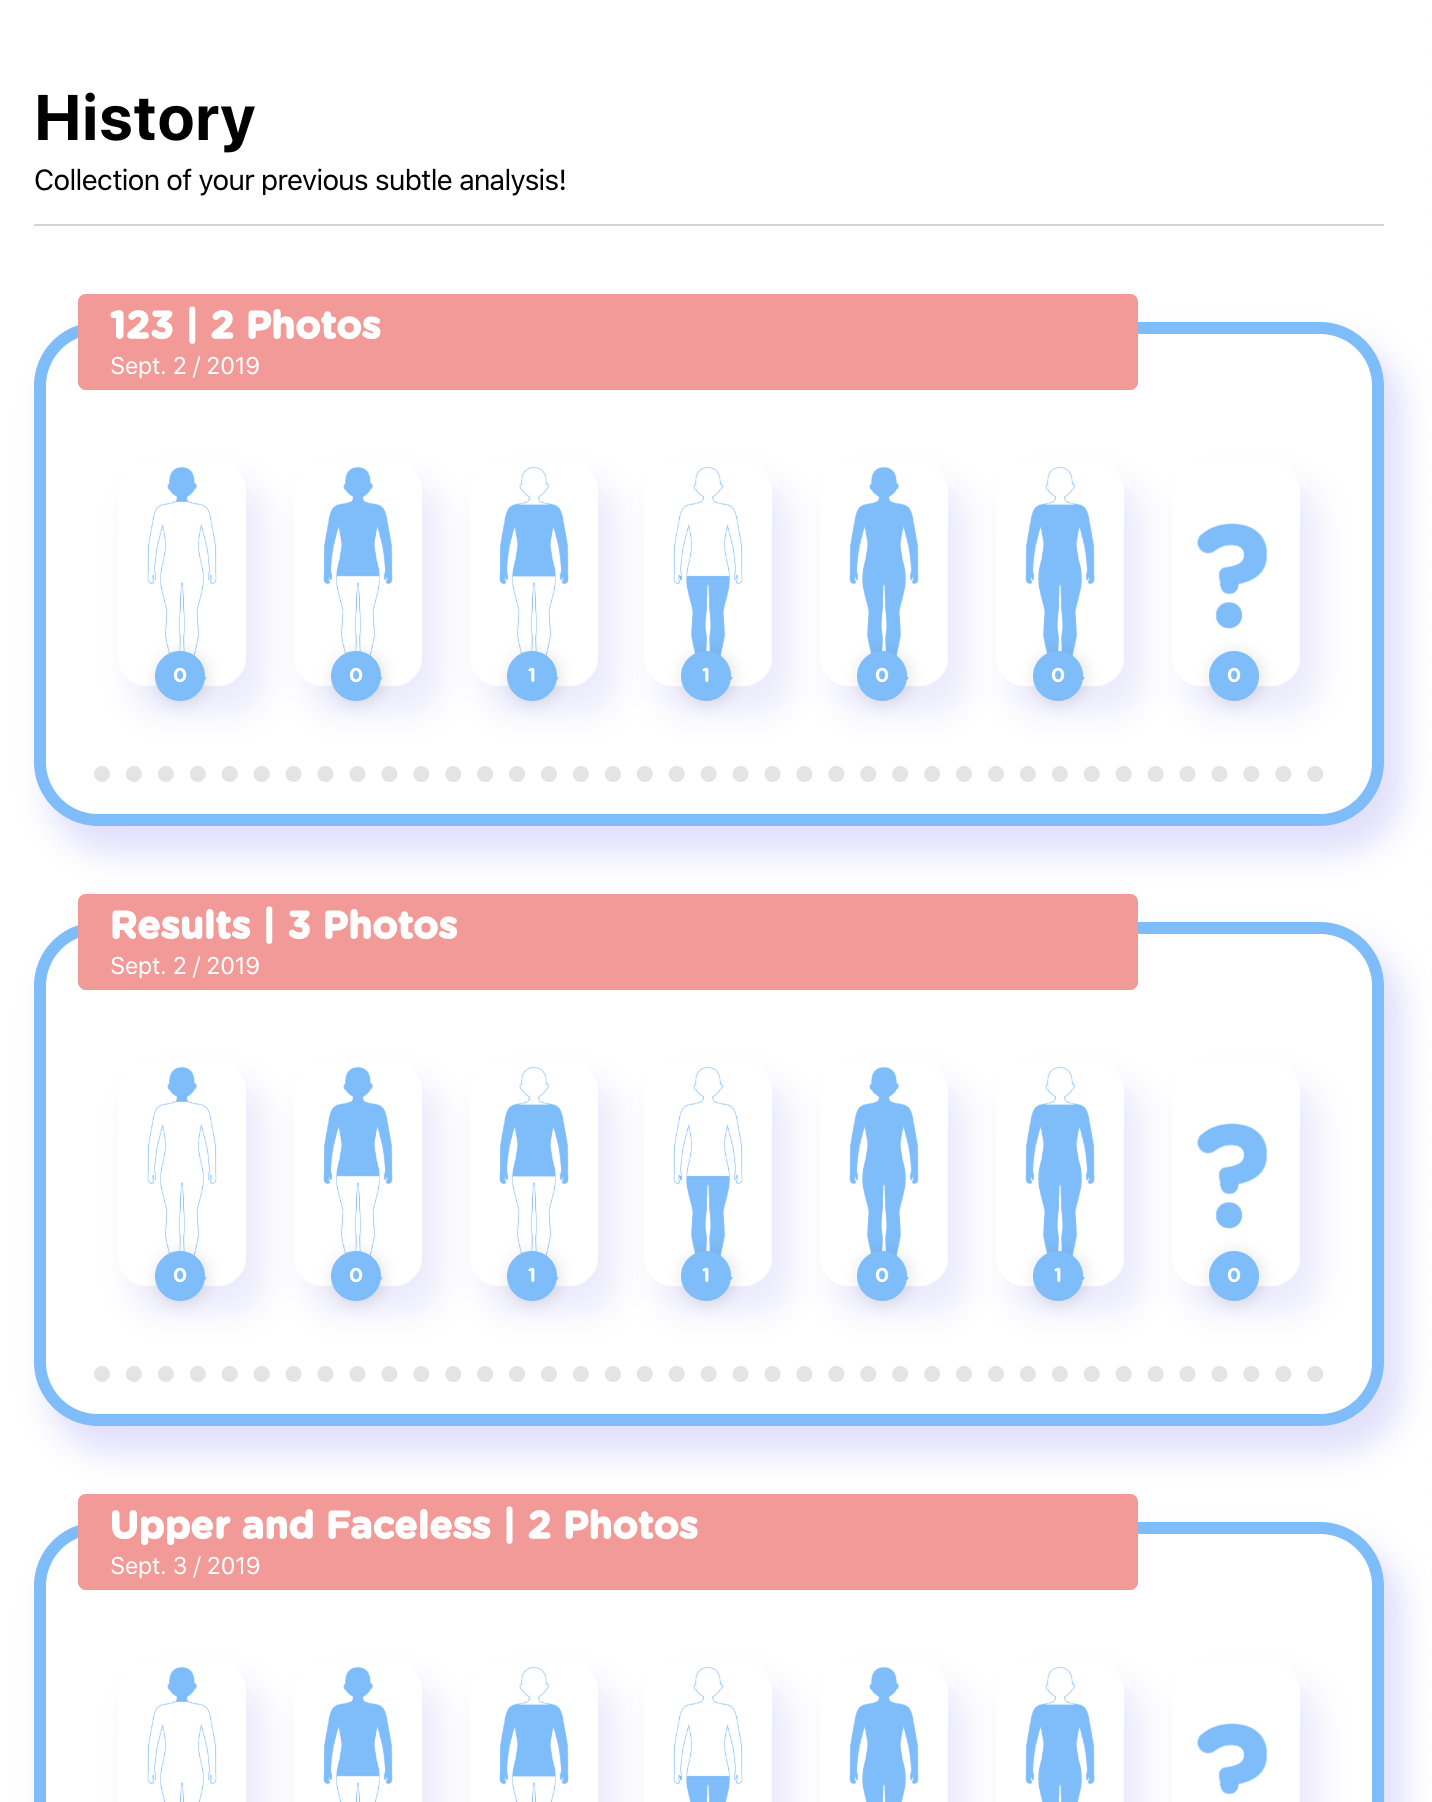 History
Collection of your previous subtle analysis!
123 | 2 Photos
Sept. 2 / 2019
?
0 0 1 1 0 0 0
Results | 3 Photos
Sept. 2 / 2019
?
0 0 1 1 0 1 0
Upper and Faceless | 2 Photos
Sept. 3 / 2019
?